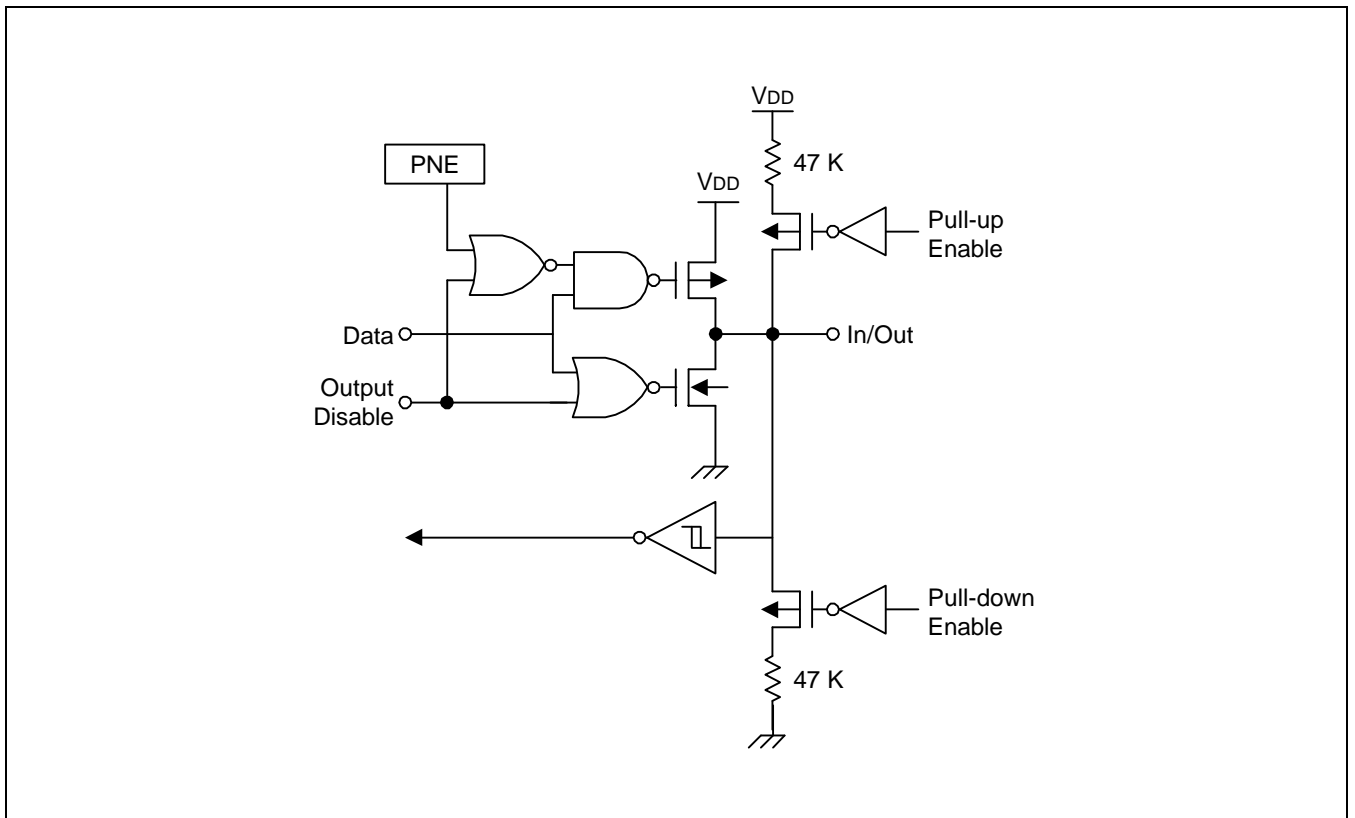 VDD
47 K
PNE
VDD
Pull-up
Enable
Data
In/Out
Output
Disable
Pull-down
Enable
47 K